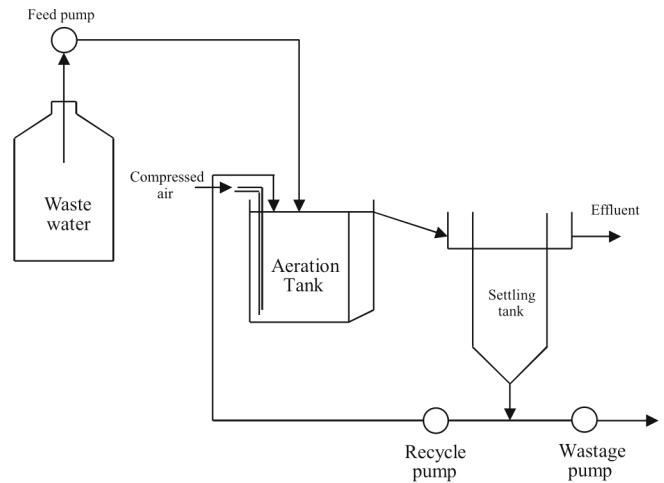 Feed pump
Waste
water
Compressed
air
Aeration
Tank
Effluent
Settling
tank
Recycle
pump
Wastage
pump